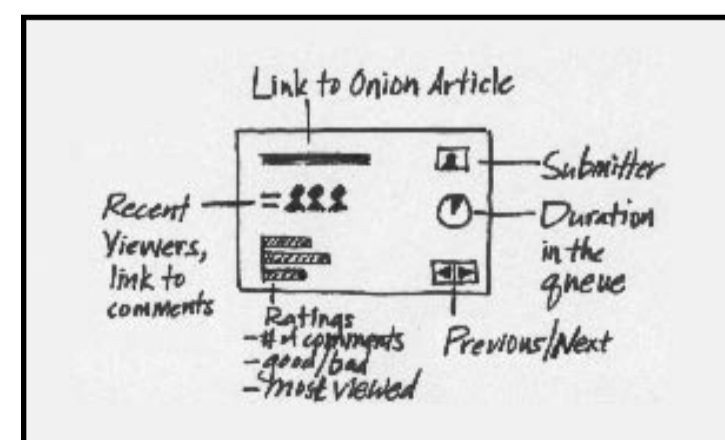 Link to Onion Article
Submitter
Recent
Viewers,
link to
comments
Duration
in the
queue
Ratings
- # of comments
- good/bad
- most viewed
Previous/Next